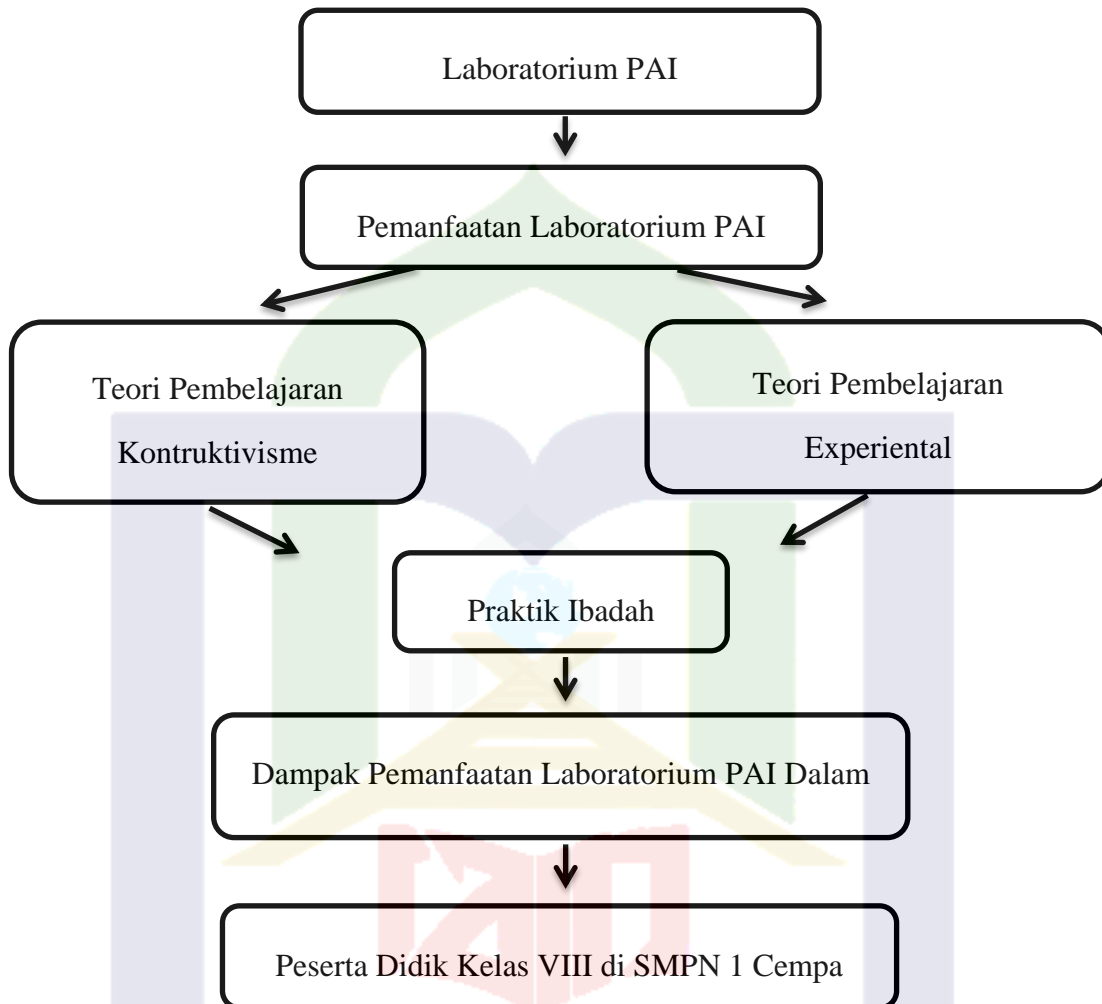 Laboratorium PAI
Pemanfaatan Laboratorium PAI
Teori Pembelajaran
Kontruktivisme
Teori Pembelajaran
Experiental
Praktik Ibadah
Dampak Pemanfaatan Laboratorium PAI Dalam
Peserta Didik Kelas VIII di SMPN 1 Cempa